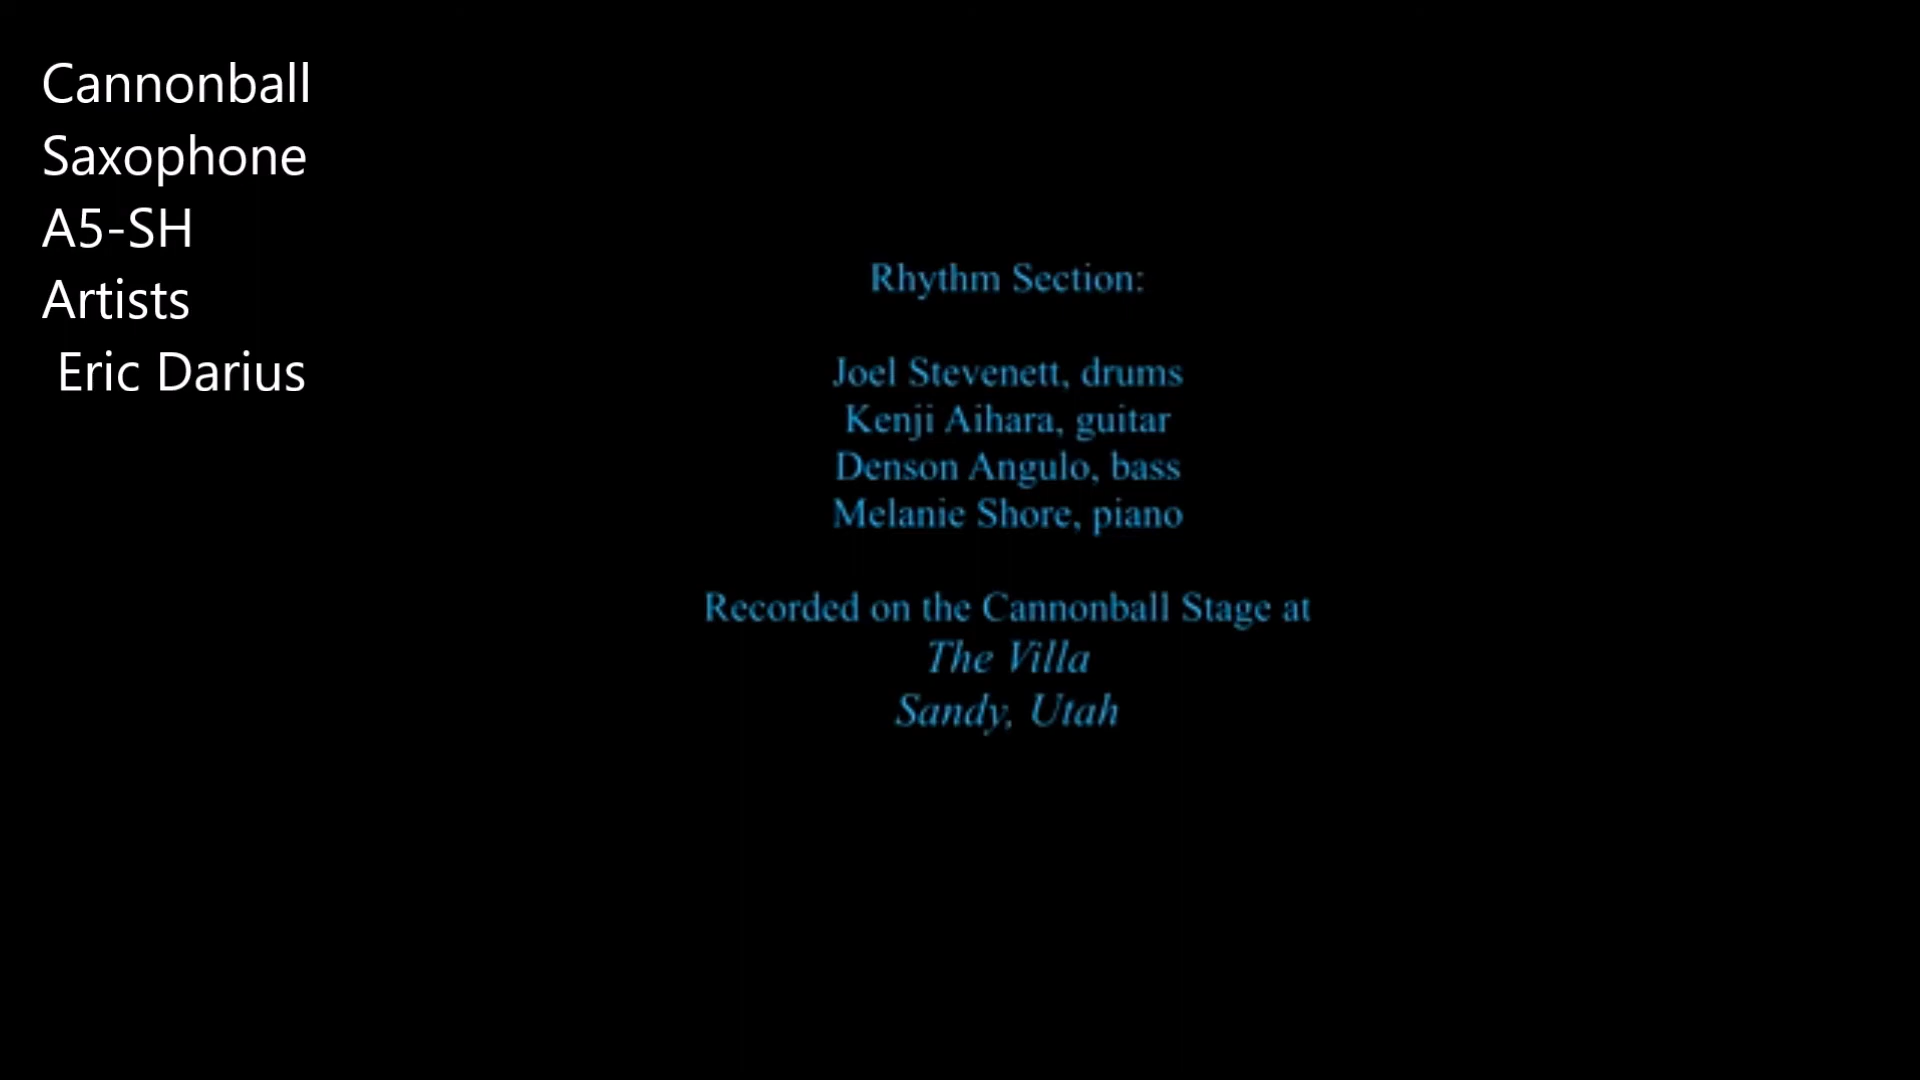 Cannonball
Saxophone
A5-SH
Artists
Eric Darius
Rhythm Section:
Joel Stevenett, drums
Kenji Aihara, guitar
Denson Angulo, bass
Melanie Shore, piano
Recorded on the Cannonball Stage at
The Villa
Sandy, Utah